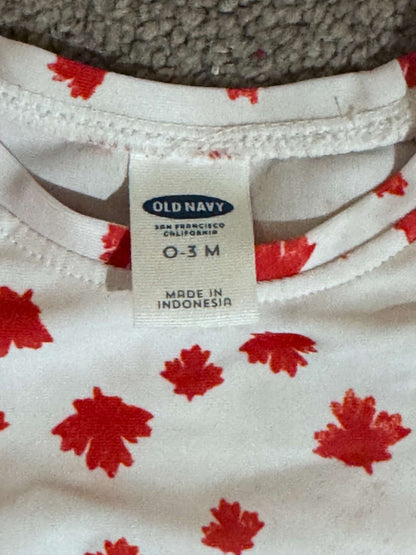 OLD NAVY
SAN FRANCISCO
CALIFORNIA
0-3 M
MADE IN
INDONESIA